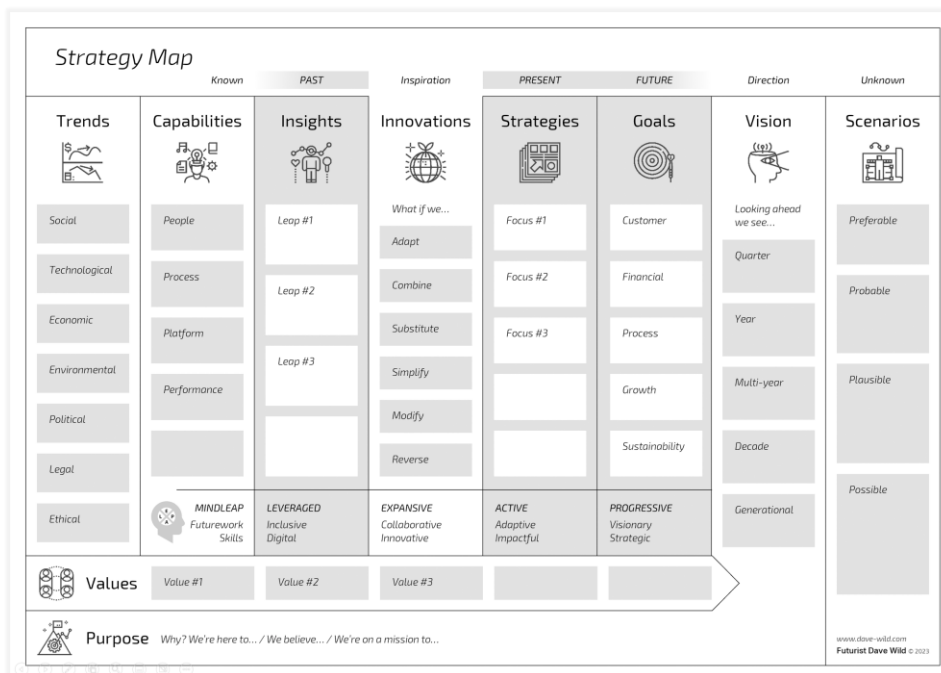 Strategy Map
Known
PAST
Inspiration
PRESENT
FUTURE
Direction
Unknown
Trends
Social
Technological
Economic
Environmental
Political
Legal
Ethical
Capabilities
People
Process
Platform
Performance
Insights
Leap #1
Leap #2
Leap #3
Innovations
What if we...
Adapt
Combine
Substitute
Simplify
Modify
Reverse
Strategies
Focus #1
Focus #2
Focus #3
Goals
Customer
Financial
Process
Growth
Sustainability
Vision
Looking ahead
we see...
Quarter
Year
Multi-year
Decade
Generational
Scenarios
Preferable
Probable
Plausible
Possible
MINDLEAP
Futurework
Skills
LEVERAGED
Inclusive
Digital
EXPANSIVE
Collaborative
Innovative
ACTIVE
Adaptive
Impactful
PROGRESSIVE
Visionary
Strategic
Values
Value #1
Value #2
Value #3
Purpose
Why? We're here to... / We believe... / We're on a mission to...
www.dave-wild.com
Futurist Dave Wild © 2023